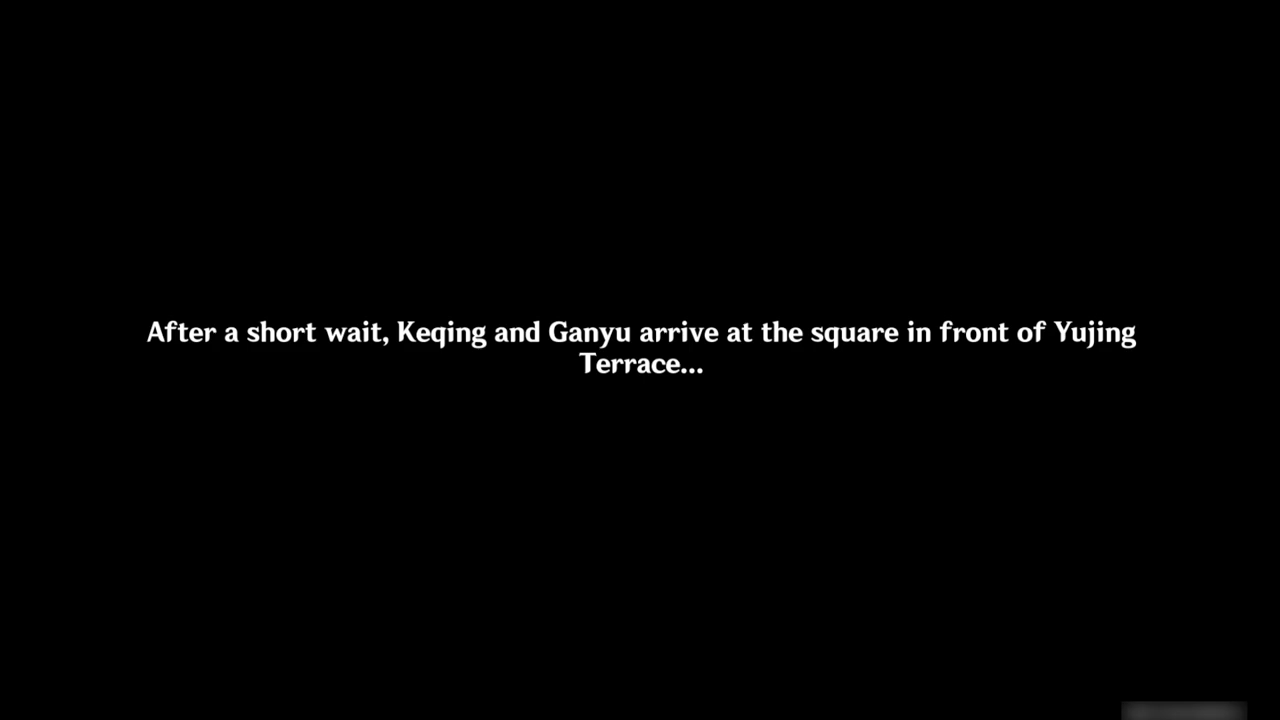 After a short wait, Keqing and Ganyu arrive at the square in front of Yujing
Terrace...